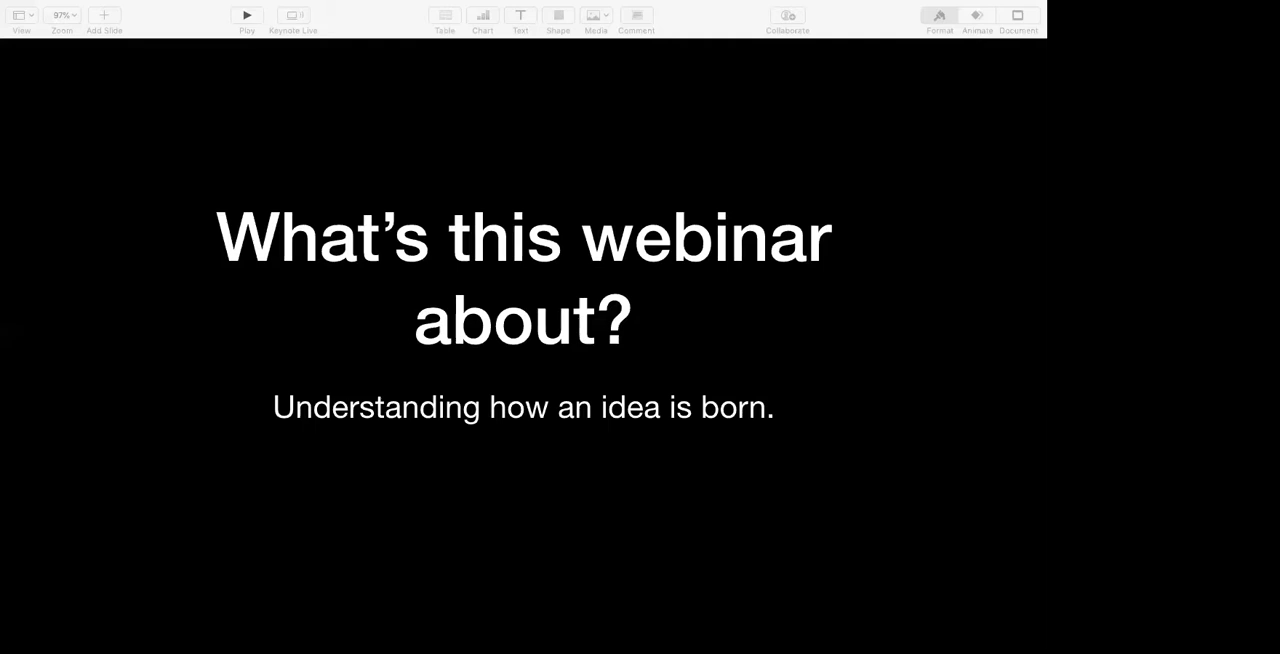 97%
View Zoom Add Slide Play Keynote Live Table Chart Text Shape Media Comment Collaborate Format Animate Document
What’s this webinar
about?
Understanding how an idea is born.